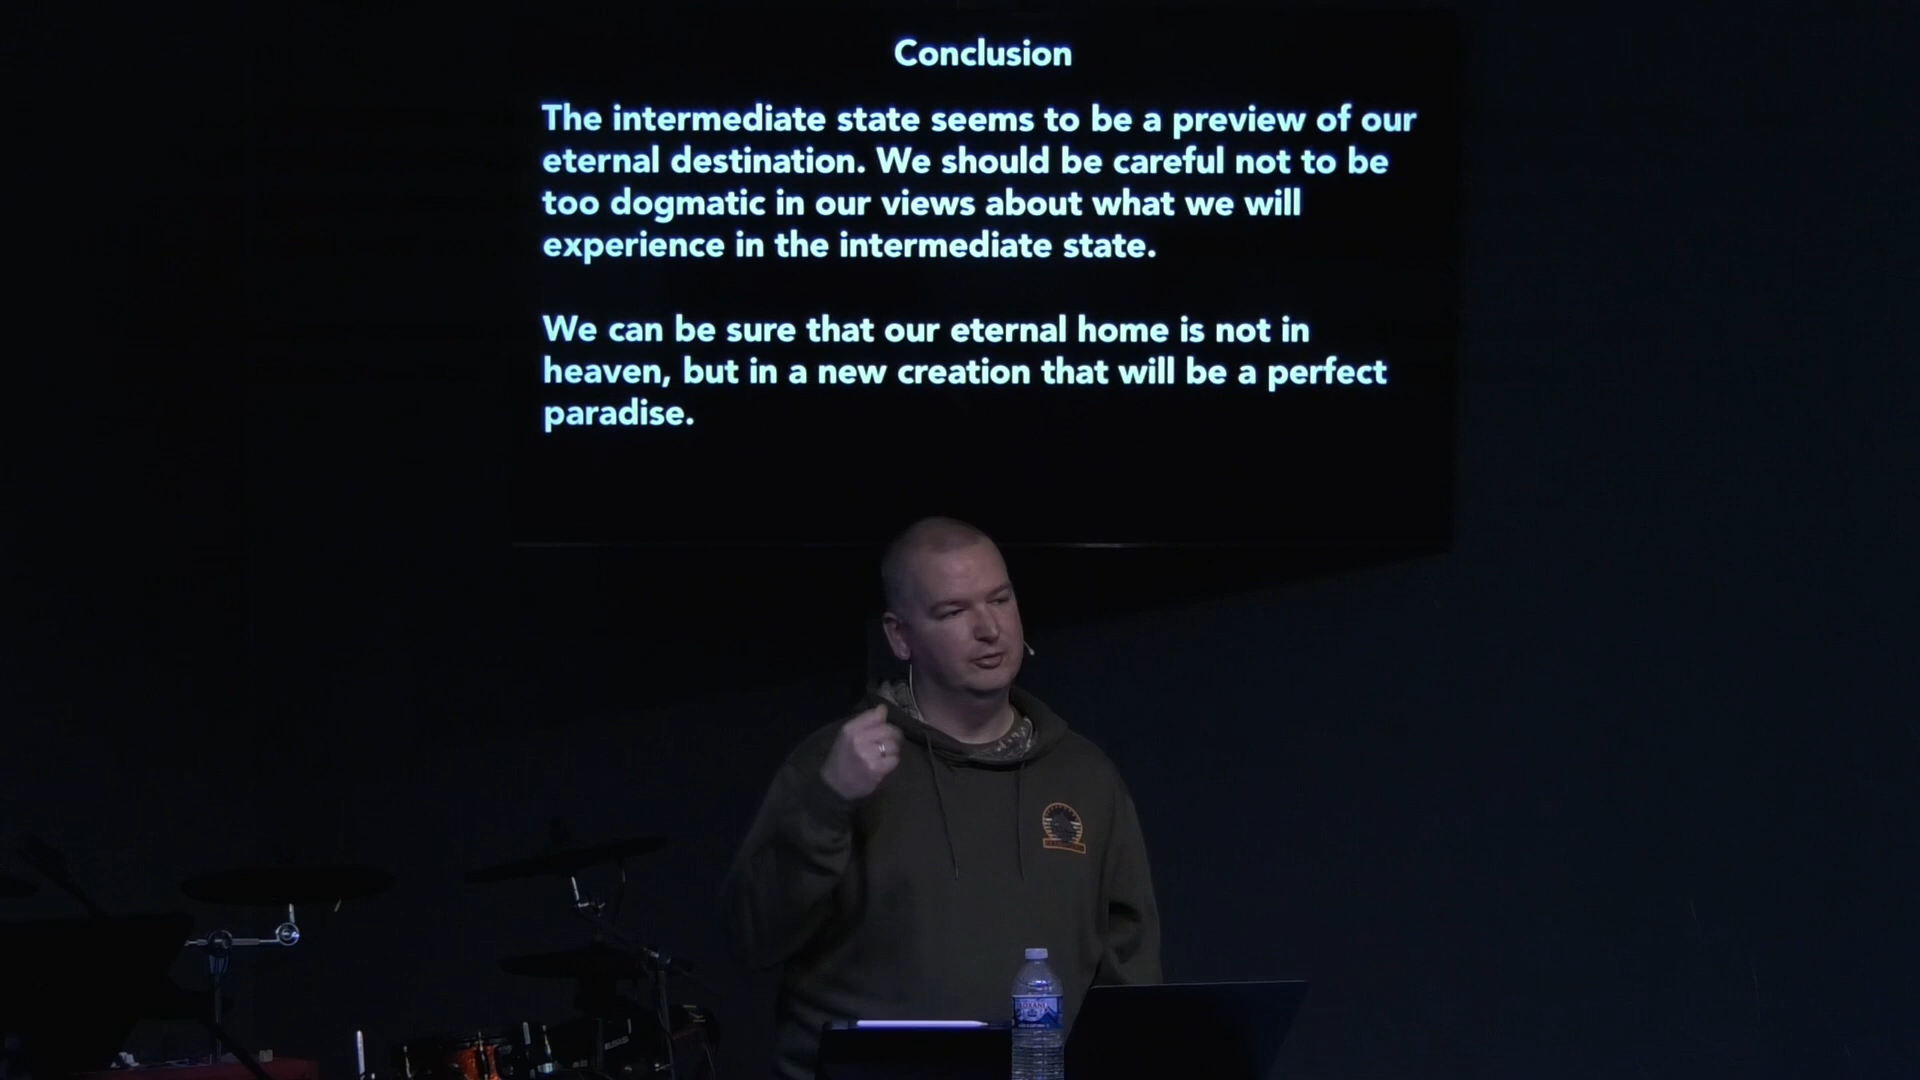 Conclusion
The intermediate state seems to be a preview of our
eternal destination. We should be careful not to be
too dogmatic in our views about what we will
experience in the intermediate state.
We can be sure that our eternal home is not in
heaven, but in a new creation that will be a perfect
paradise.